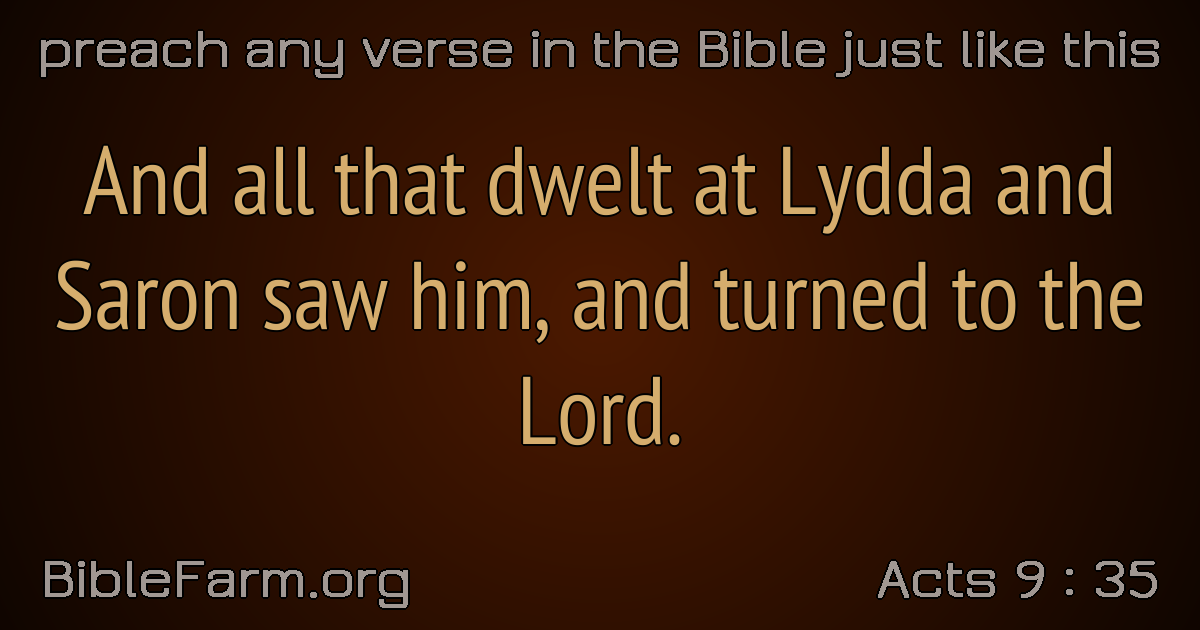 preach any verse in the Bible just like this
And all that dwelt at Lydda and
Saron saw him, and turned to the
Lord.
BibleFarm.org
Acts 9 : 35